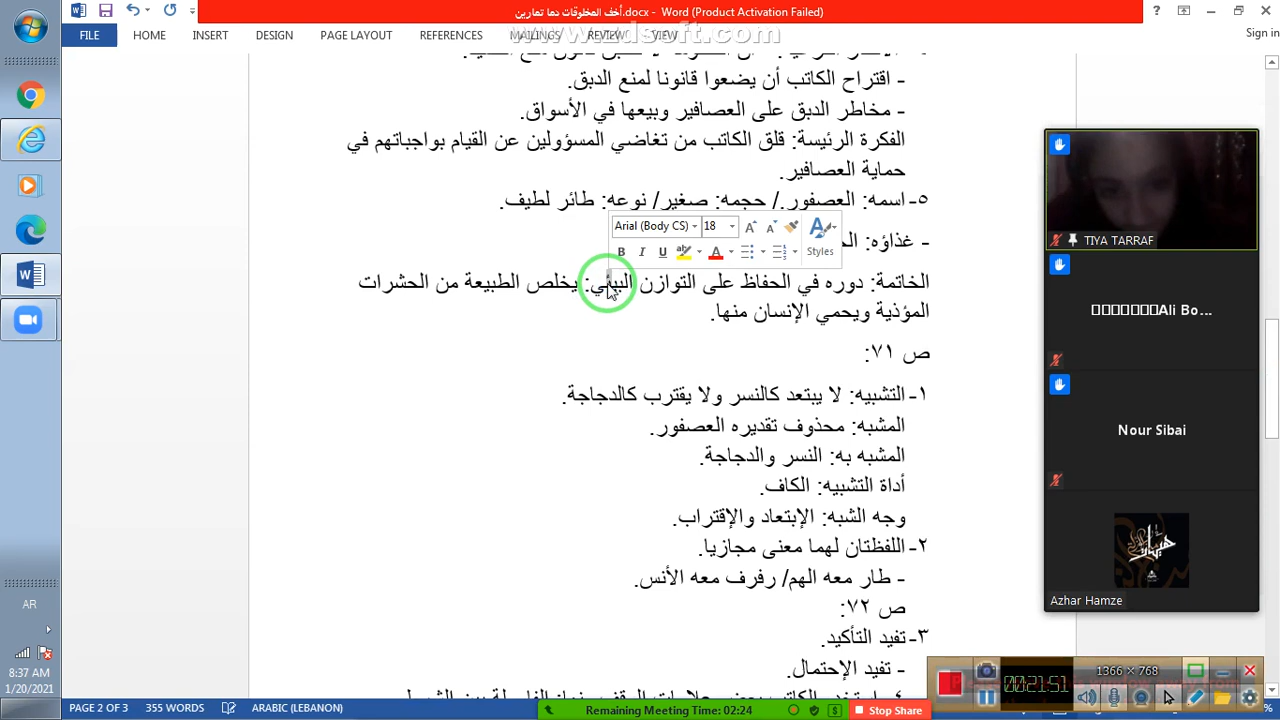 أخف المخلوقات دما تمارين.docx - Word (Product Activation Failed)
FILE HOME INSERT DESIGN PAGE LAYOUT REFERENCES MAILINGS REVIEW VIEW
Sign in
www.zdsoft.com
- اقتراح الكاتب أن يضعوا قانونا لمنع الدبق.
- مخاطر الدبق على العصافير وبيعها في الأسواق.
الفكرة الرئيسة: قلق الكاتب من تغاضي المسؤولين عن القيام بواجباتهم في
حماية العصافير.
٥- اسمه: العصفور./ حجمه: صغير/ نوعه: طائر لطيف.
- غذاؤه:
Arial (Body CS) 18
B I U Styles
الخاتمة: دوره في الحفاظ على التوازن البيئي: يخلص الطبيعة من الحشرات
المؤذية ويحمي الإنسان منها.
ص ٧١:
١- التشبيه: لا يبتعد كالنسر ولا يقترب كالدجاجة.
المشبه: محذوف تقديره العصفور.
المشبه به: النسر والدجاجة.
أداة التشبيه: الكاف.
وجه الشبه: الإبتعاد والإقتراب.
٢- اللفظتان لهما معنى مجازيا.
- طار معه الهم/ رفرف معه الأنس.
ص ٧٢:
٣- تفيد التأكيد.
- تفيد الإحتمال.
TIYA TARRAF
Ali Bo...
Nour Sibai
Azhar Hamze
AR
8:37 AM
1/20/2021
PAGE 2 OF 3 355 WORDS ARABIC (LEBANON)
Remaining Meeting Time: 02:24 Stop Share
00:21:51
1366 × 768